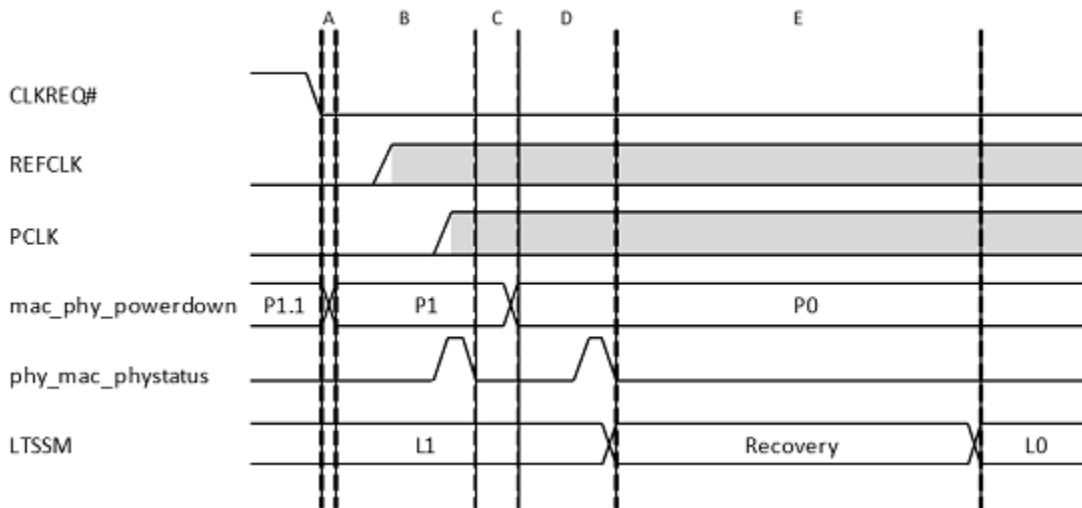 A B C D E
CLKREQ#
REFCLK
PCLK
mac_phy_powerdown P1.1 P1 P0
phy_mac_phystatus
LTSSM L1 Recovery L0